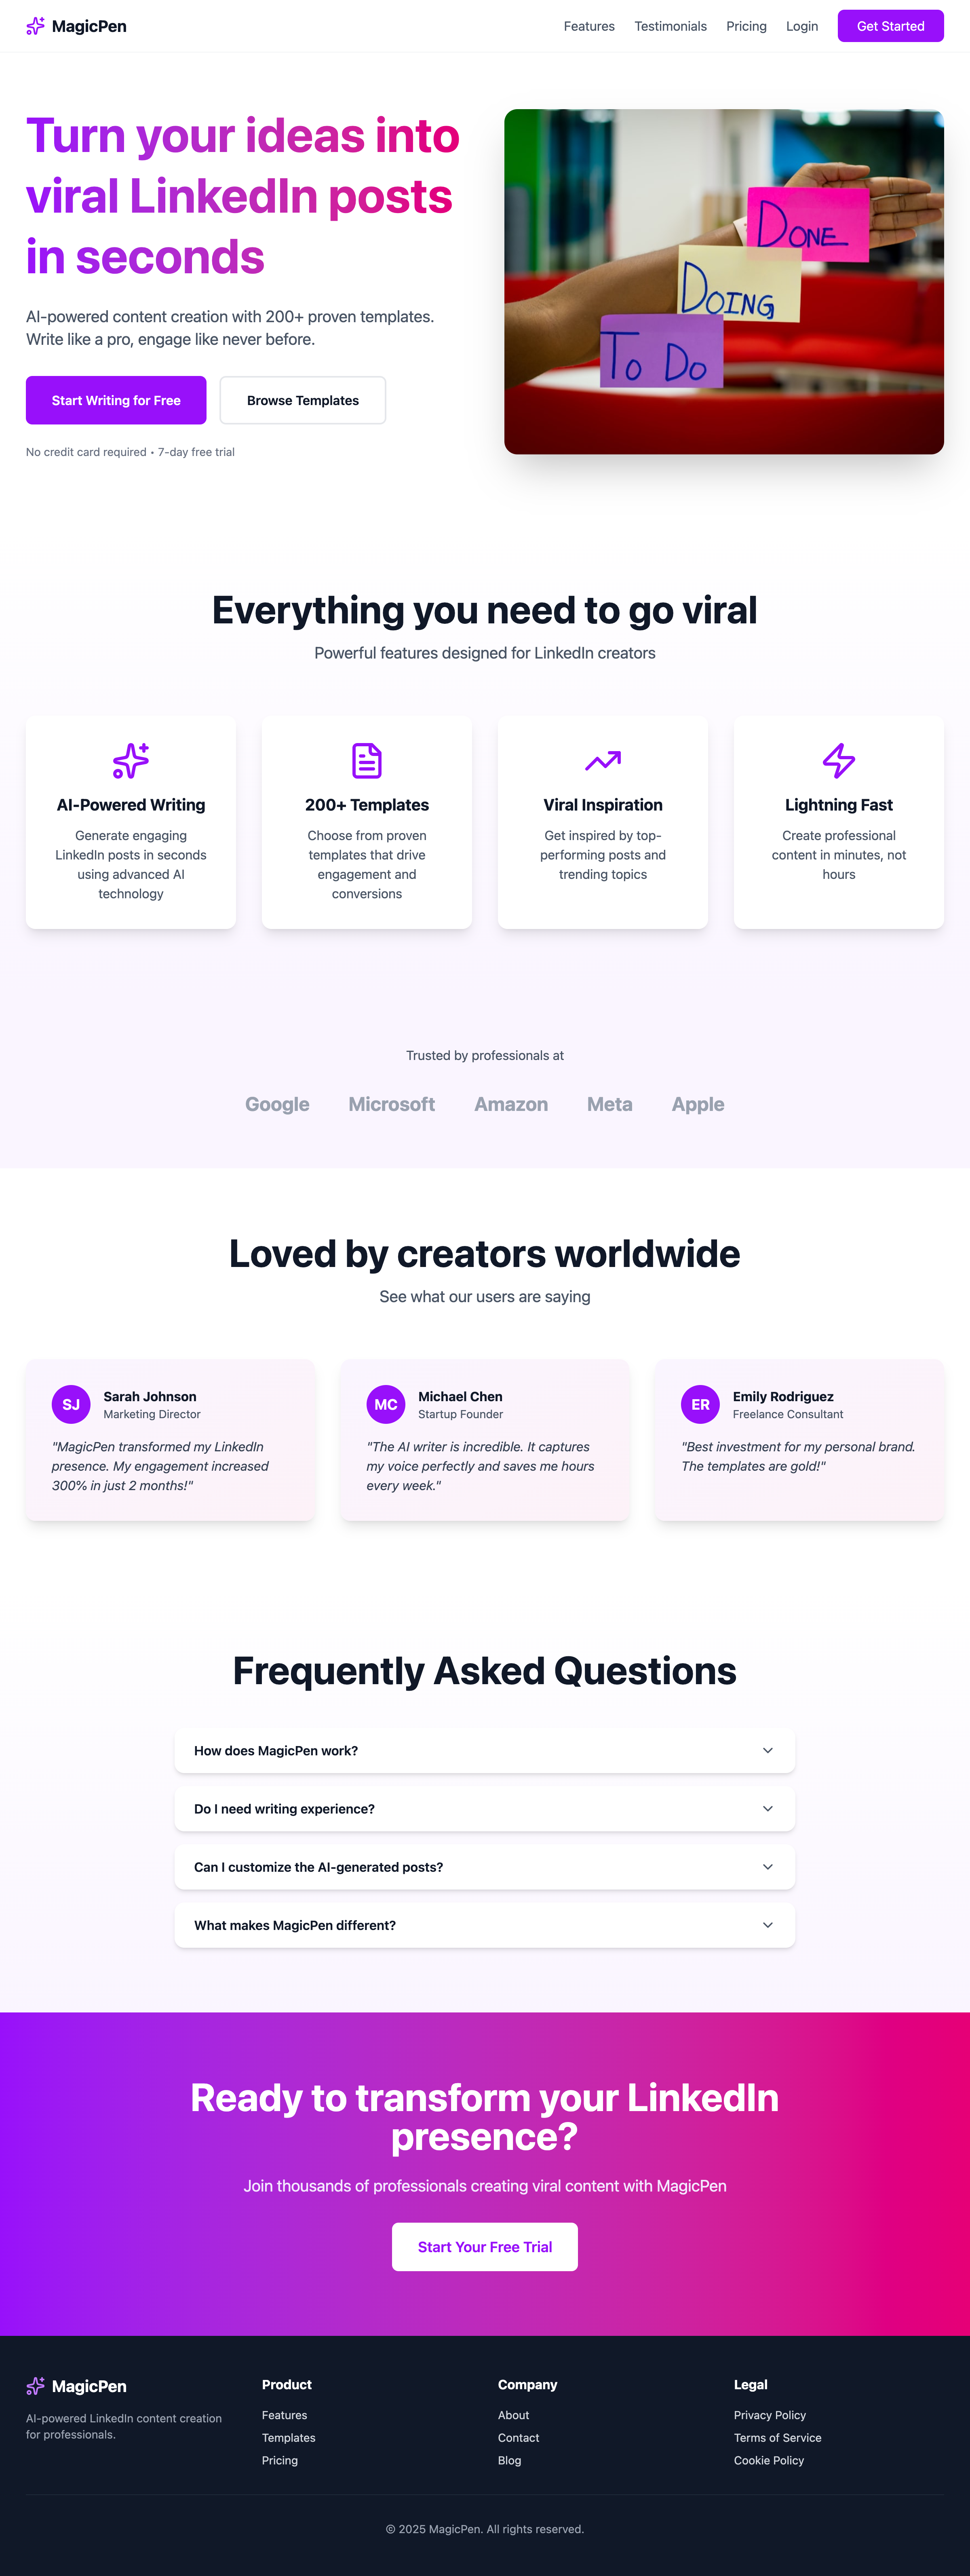 MagicPen
Features
Testimonials
Pricing
Login
Get Started
Turn your ideas into
viral LinkedIn posts
in seconds
AI-powered content creation with 200+ proven templates.
Write like a pro, engage like never before.
Start Writing for Free
Browse Templates
No credit card required • 7-day free trial
DONE
DOING
TO DO
Everything you need to go viral
Powerful features designed for LinkedIn creators
AI-Powered Writing
Generate engaging
LinkedIn posts in seconds
using advanced AI
technology
200+ Templates
Choose from proven
templates that drive
engagement and
conversions
Viral Inspiration
Get inspired by top-
performing posts and
trending topics
Lightning Fast
Create professional
content in minutes, not
hours
Trusted by professionals at
Google
Microsoft
Amazon
Meta
Apple
Loved by creators worldwide
See what our users are saying
SJ
Sarah Johnson
Marketing Director
"MagicPen transformed my LinkedIn
presence. My engagement increased
300% in just 2 months!"
MC
Michael Chen
Startup Founder
"The AI writer is incredible. It captures
my voice perfectly and saves me hours
every week."
ER
Emily Rodriguez
Freelance Consultant
"Best investment for my personal brand.
The templates are gold!"
Frequently Asked Questions
How does MagicPen work?
Do I need writing experience?
Can I customize the AI-generated posts?
What makes MagicPen different?
Ready to transform your LinkedIn
presence?
Join thousands of professionals creating viral content with MagicPen
Start Your Free Trial
MagicPen
AI-powered LinkedIn content creation
for professionals.
Product
Features
Templates
Pricing
Company
About
Contact
Blog
Legal
Privacy Policy
Terms of Service
Cookie Policy
© 2025 MagicPen. All rights reserved.